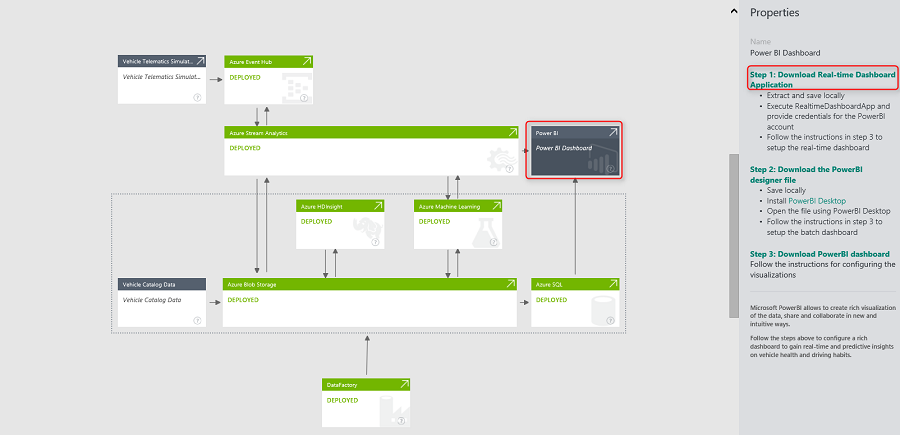 Vehicle Telematics Simulat...
Vehicle Telematics Simulat...
Azure Event Hub
DEPLOYED
Azure Stream Analytics
DEPLOYED
Power BI
Power BI Dashboard
Azure HDInsight
DEPLOYED
Azure Machine Learning
DEPLOYED
Vehicle Catalog Data
Vehicle Catalog Data
Azure Blob Storage
DEPLOYED
Azure SQL
DEPLOYED
DataFactory
DEPLOYED
Properties
Name
Power BI Dashboard
Step 1: Download Real-time Dashboard
Application
• Extract and save locally
• Execute RealtimeDashboardApp and
provide credentials for the PowerBI
account
• Follow the instructions in step 3 to
setup the real-time dashboard
Step 2: Download the PowerBI
designer file
• Save locally
• Install PowerBI Desktop
• Open the file using PowerBI Desktop
• Follow the instructions in step 3 to
setup the batch dashboard
Step 3: Download PowerBI dashboard
Follow the instructions for configuring the
visualizations
Microsoft PowerBI allows to create rich visualization
of the data, share and collaborate in new and
intuitive ways.
Follow the steps above to configure a rich
dashboard to gain real-time and predictive insights
on vehicle health and driving habits.